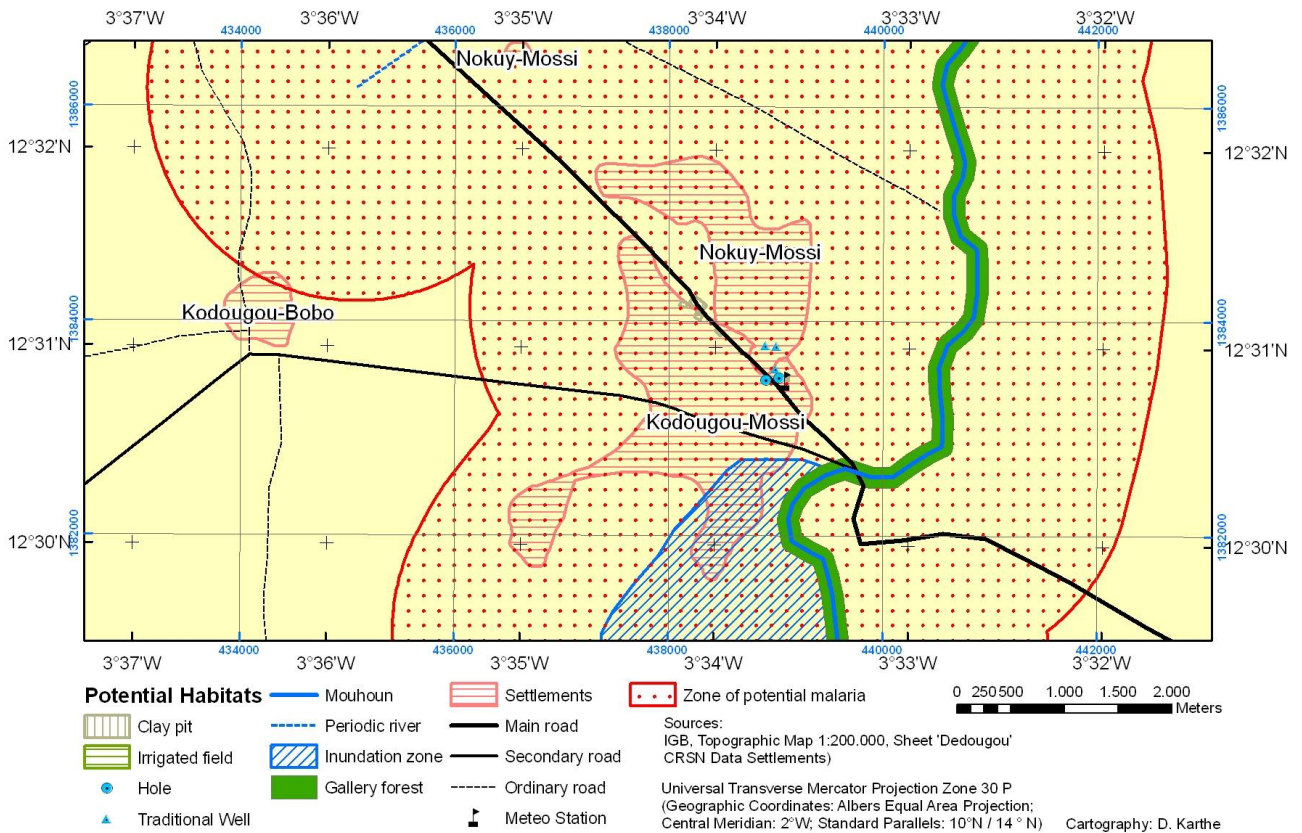 3°37'W 3°36'W 3°35'W 3°34'W 3°33'W 3°32'W
434000 436000 438000 440000 442000
Nokuy-Mossi
1386000 1386000
12°32'N 12°32'N
Nokuy-Mossi
Kodougou-Bobo
1384000 1384000
12°31'N 12°31'N
Kodougou-Mossi
1382000 1382000
12°30'N 12°30'N
434000 436000 438000 440000 442000
3°37'W 3°36'W 3°35'W 3°34'W 3°33'W 3°32'W
Potential Habitats
Clay pit
Irrigated field
Hole
Traditional Well
Mouhoun
Periodic river
Inundation zone
Gallery forest
Settlements
Main road
Secondary road
Ordinary road
Meteo Station
Zone of potential malaria
0 250 500 1.000 1.500 2.000
Meters
Sources:
IGB, Topographic Map 1:200.000, Sheet 'Dedougou'
CRSN Data Settlements)
Universal Transverse Mercator Projection Zone 30 P
(Geographic Coordinates: Albers Equal Area Projection;
Central Meridian: 2°W; Standard Parallels: 10°N / 14 ° N)
Cartography: D. Karthe